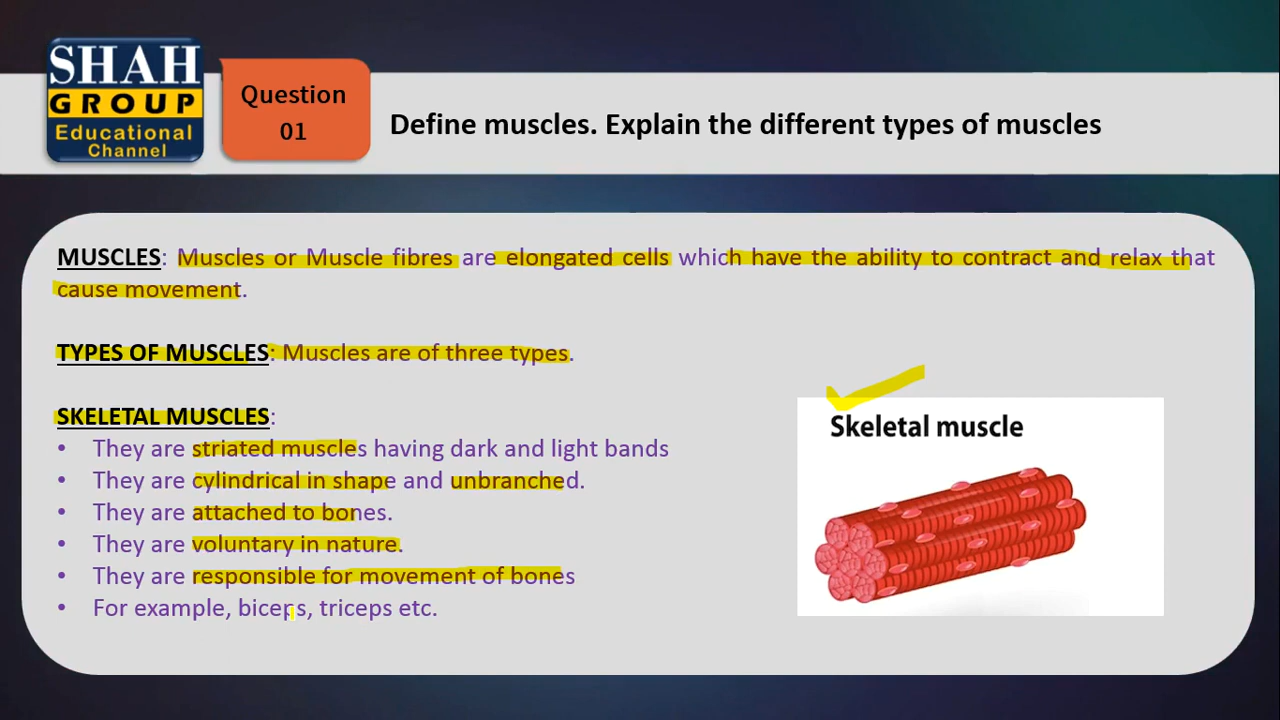 SHAH
GROUP
Educational
Channel
Question
01
Define muscles. Explain the different types of muscles
MUSCLES: Muscles or Muscle fibres are elongated cells which have the ability to contract and relax that
cause movement.
TYPES OF MUSCLES: Muscles are of three types.
SKELETAL MUSCLES:
• They are striated muscles having dark and light bands
• They are cylindrical in shape and unbranched.
• They are attached to bones.
• They are voluntary in nature.
• They are responsible for movement of bones
• For example, biceps, triceps etc.
Skeletal muscle